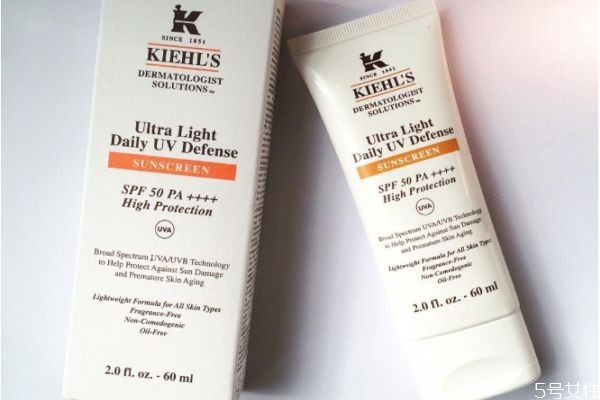 K
SINCE 1851
KIEHL'S
DERMATOLOGIST
SOLUTIONS™
Ultra Light
Daily UV Defense
SUNSCREEN
SPF 50 PA ++++
High Protection
UVA
Broad Spectrum UVA/UVB Technology
to Help Protect Against Sun Damage
and Premature Skin Aging
Lightweight Formula for All Skin Types
Fragrance-Free
Non-Comedogenic
Oil-Free
2.0 fl. oz. - 60 ml
K
SINCE 1851
KIEHL'S
DERMATOLOGIST
SOLUTIONS™
Ultra Light
Daily UV Defense
SUNSCREEN
SPF 50 PA ++++
High Protection
UVA
Broad Spectrum UVA/UVB Technology
to Help Protect Against Sun Damage
and Premature Skin Aging
Lightweight Formula for All Skin Types
Fragrance-Free
Non-Comedogenic
Oil-Free
2.0 fl. oz. - 60 ml
5号女性